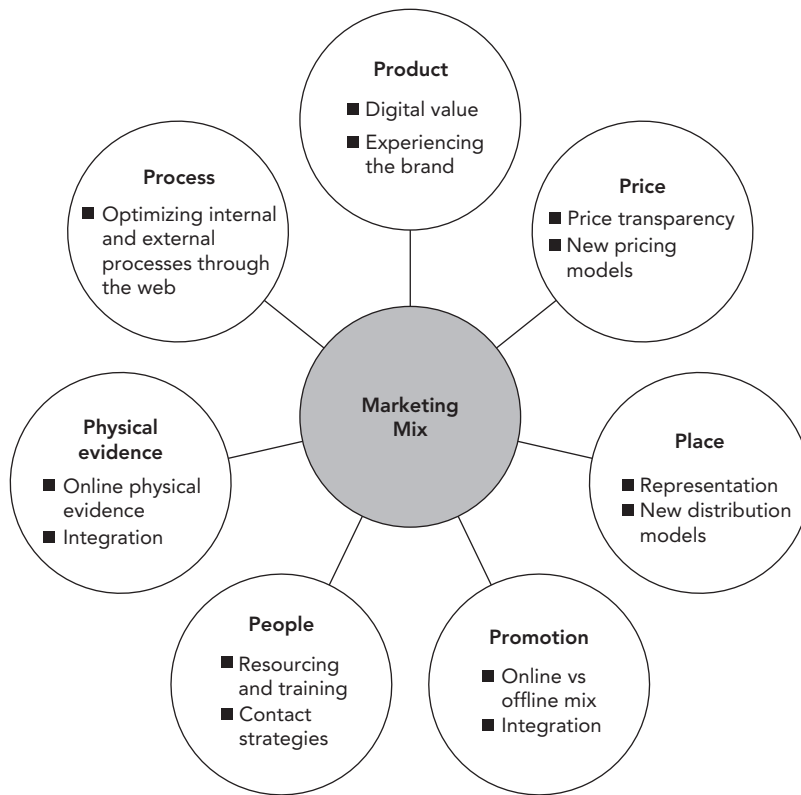 Product
■ Digital value
■ Experiencing
the brand
Price
■ Price transparency
■ New pricing
models
Place
■ Representation
■ New distribution
models
Promotion
■ Online vs
offline mix
■ Integration
People
■ Resourcing
and training
■ Contact
strategies
Physical
evidence
■ Online physical
evidence
■ Integration
Process
■ Optimizing internal
and external
processes through
the web
Marketing
Mix